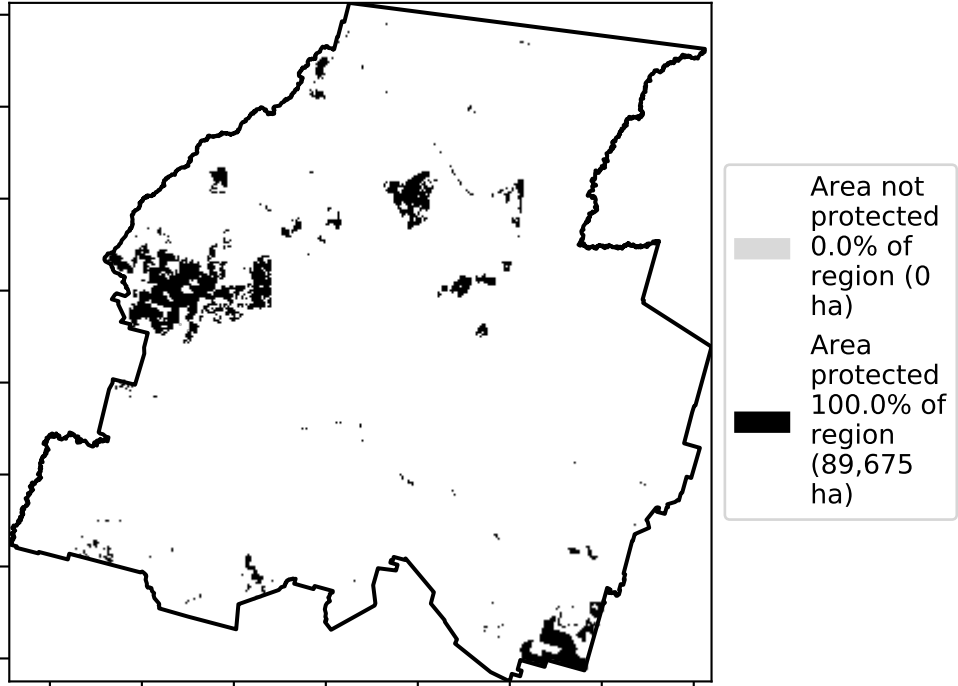 Area not
protected
0.0% of
region (0
ha)
Area
protected
100.0% of
region
(89,675
ha)